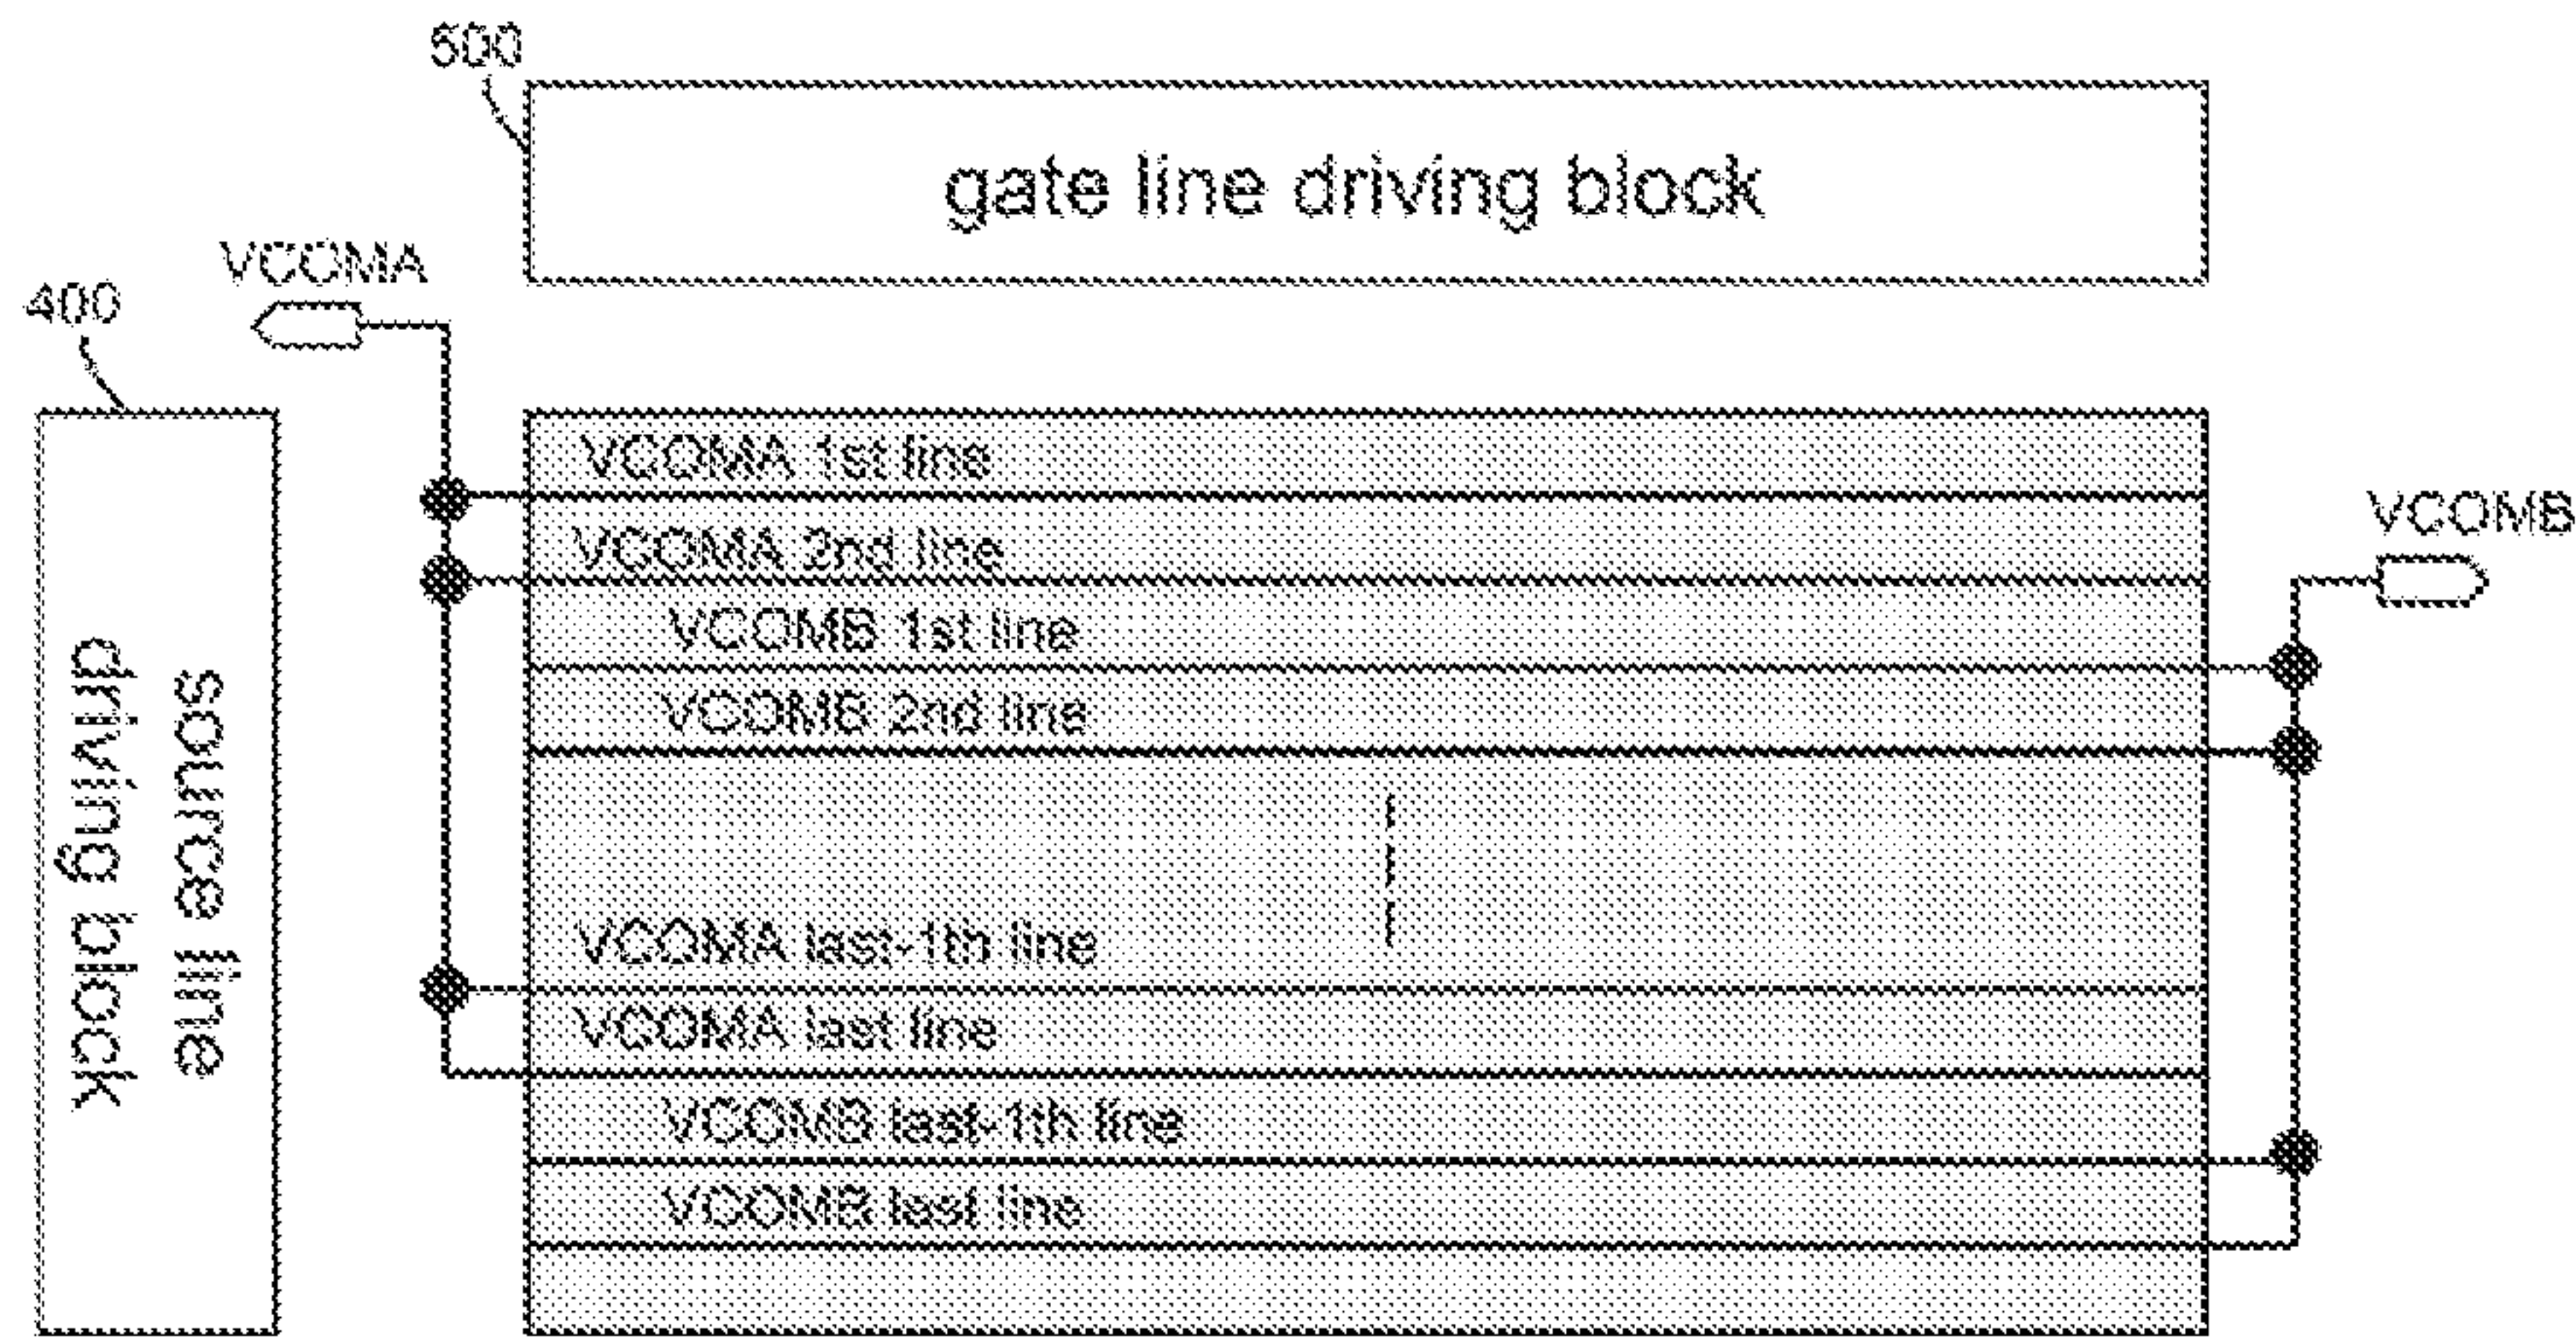 500
gate line driving block
VCOMA
400
VCOMA 1st line
VCOMA 2nd line
VCOMB
VCOMB 1st line
VCOMB 2nd line
source line
driving block
VCOMA last-1th line
VCOMA last line
VCOMB last-1th line
VCOMB last line